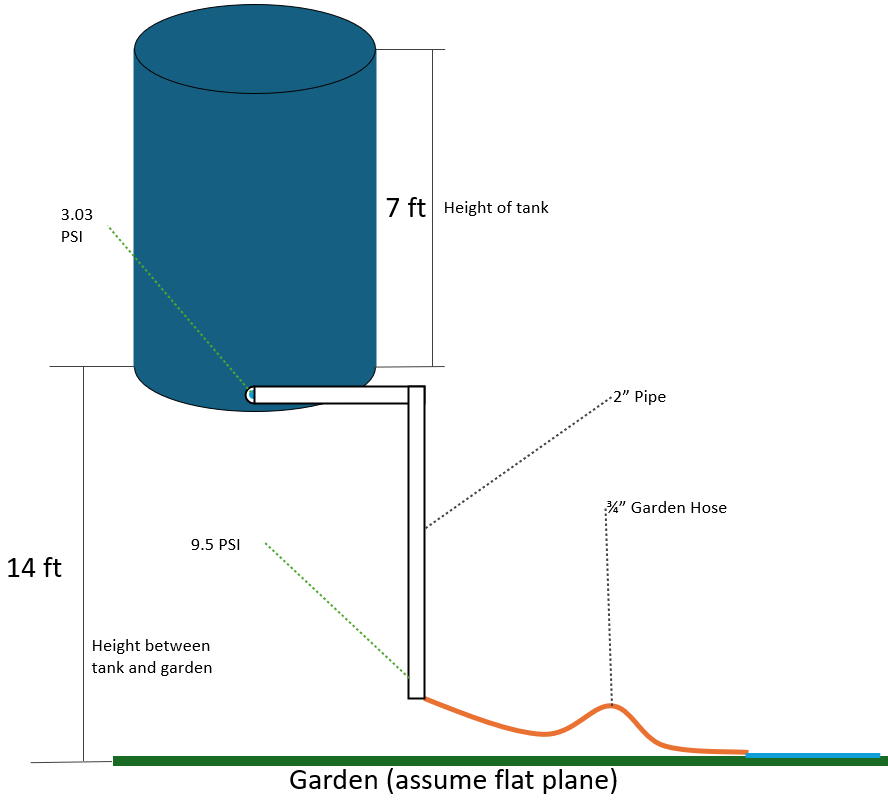 7 ft
Height of tank
3.03
PSI
2” Pipe
¾” Garden Hose
9.5 PSI
14 ft
Height between
tank and garden
Garden (assume flat plane)